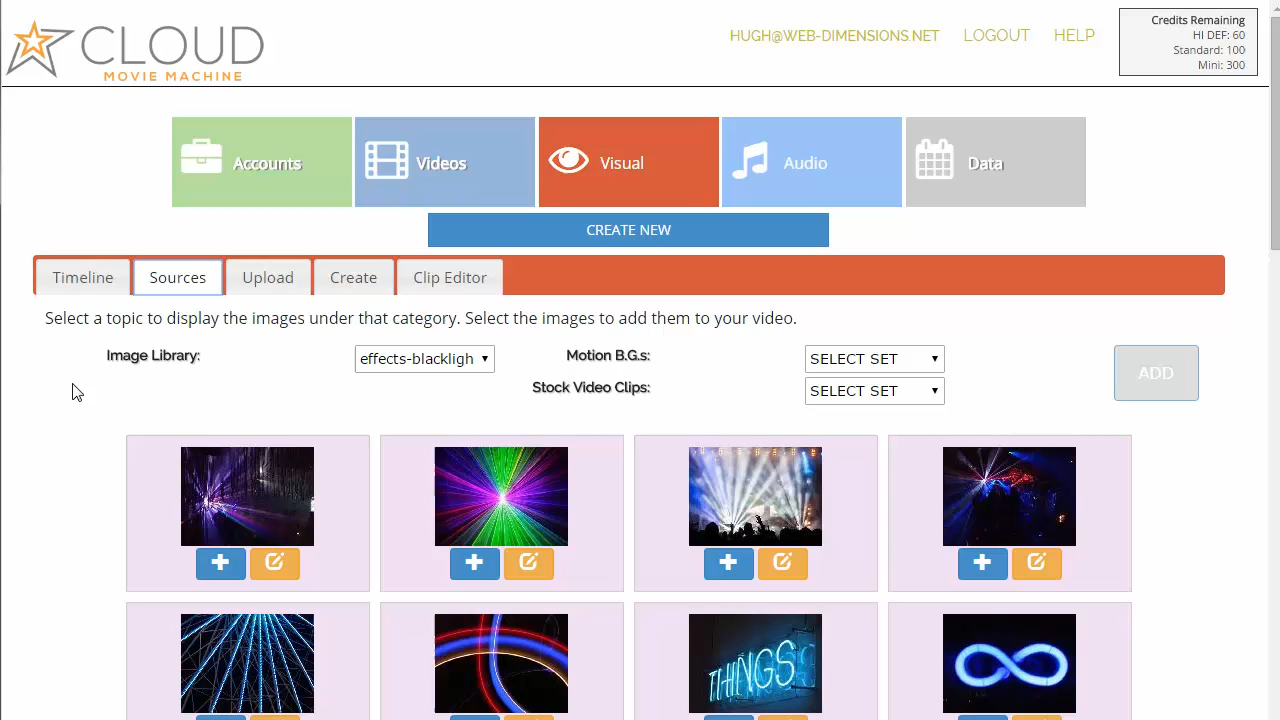 CLOUD
MOVIE MACHINE
HUGH@WEB-DIMENSIONS.NET LOGOUT HELP
Credits Remaining
HI DEF: 60
Standard: 100
Mini: 300
Accounts Videos Visual Audio Data
CREATE NEW
Timeline Sources Upload Create Clip Editor
Select a topic to display the images under that category. Select the images to add them to your video.
Image Library: effects-blackligh Motion B.G.s: SELECT SET
Stock Video Clips: SELECT SET
ADD
THINGS